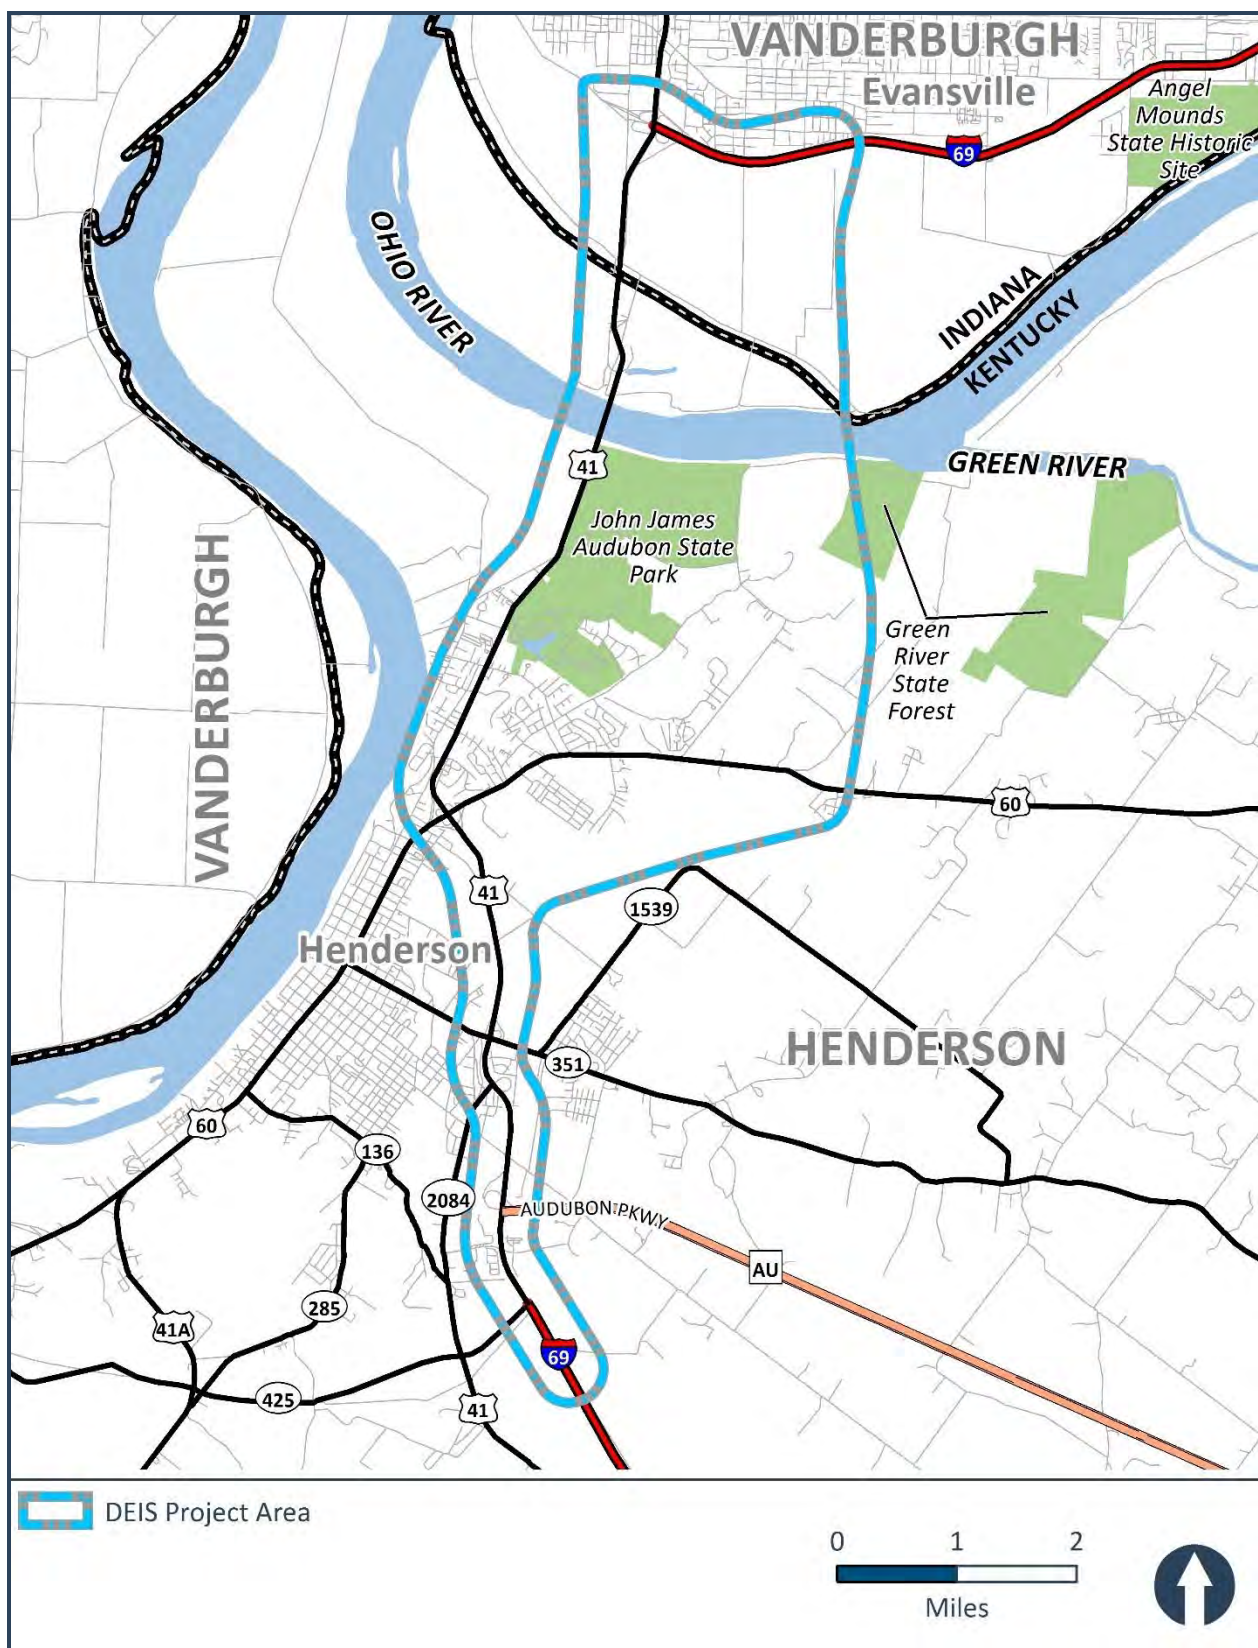 VANDERBURGH
Evansville
Angel
Mounds
State Historic
Site
69
OHIO RIVER
INDIANA
KENTUCKY
41
GREEN RIVER
John James
Audubon State
Park
Green
River
State
Forest
VANDERBURGH
60
41
1539
Henderson
HENDERSON
351
60
136
2084
AUDUBON PKWY
AU
285
41A
69
425
41
DEIS Project Area
0 1 2
Miles